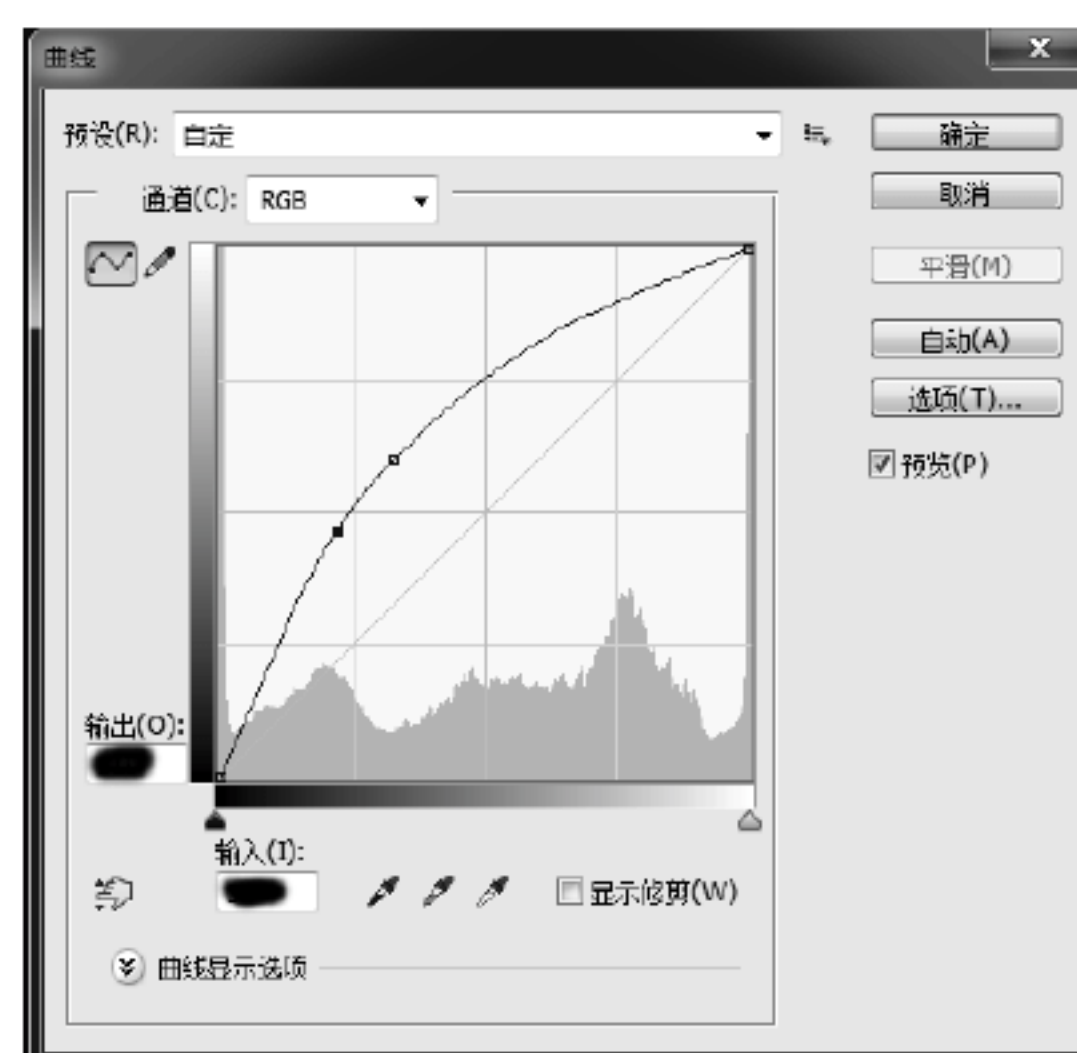 曲线
预设(R): 自定
确定
取消
平滑(M)
自动(A)
选项(T)...
预览(P)
通道(C): RGB
输出(O):
输入(I):
显示修剪(W)
曲线显示选项